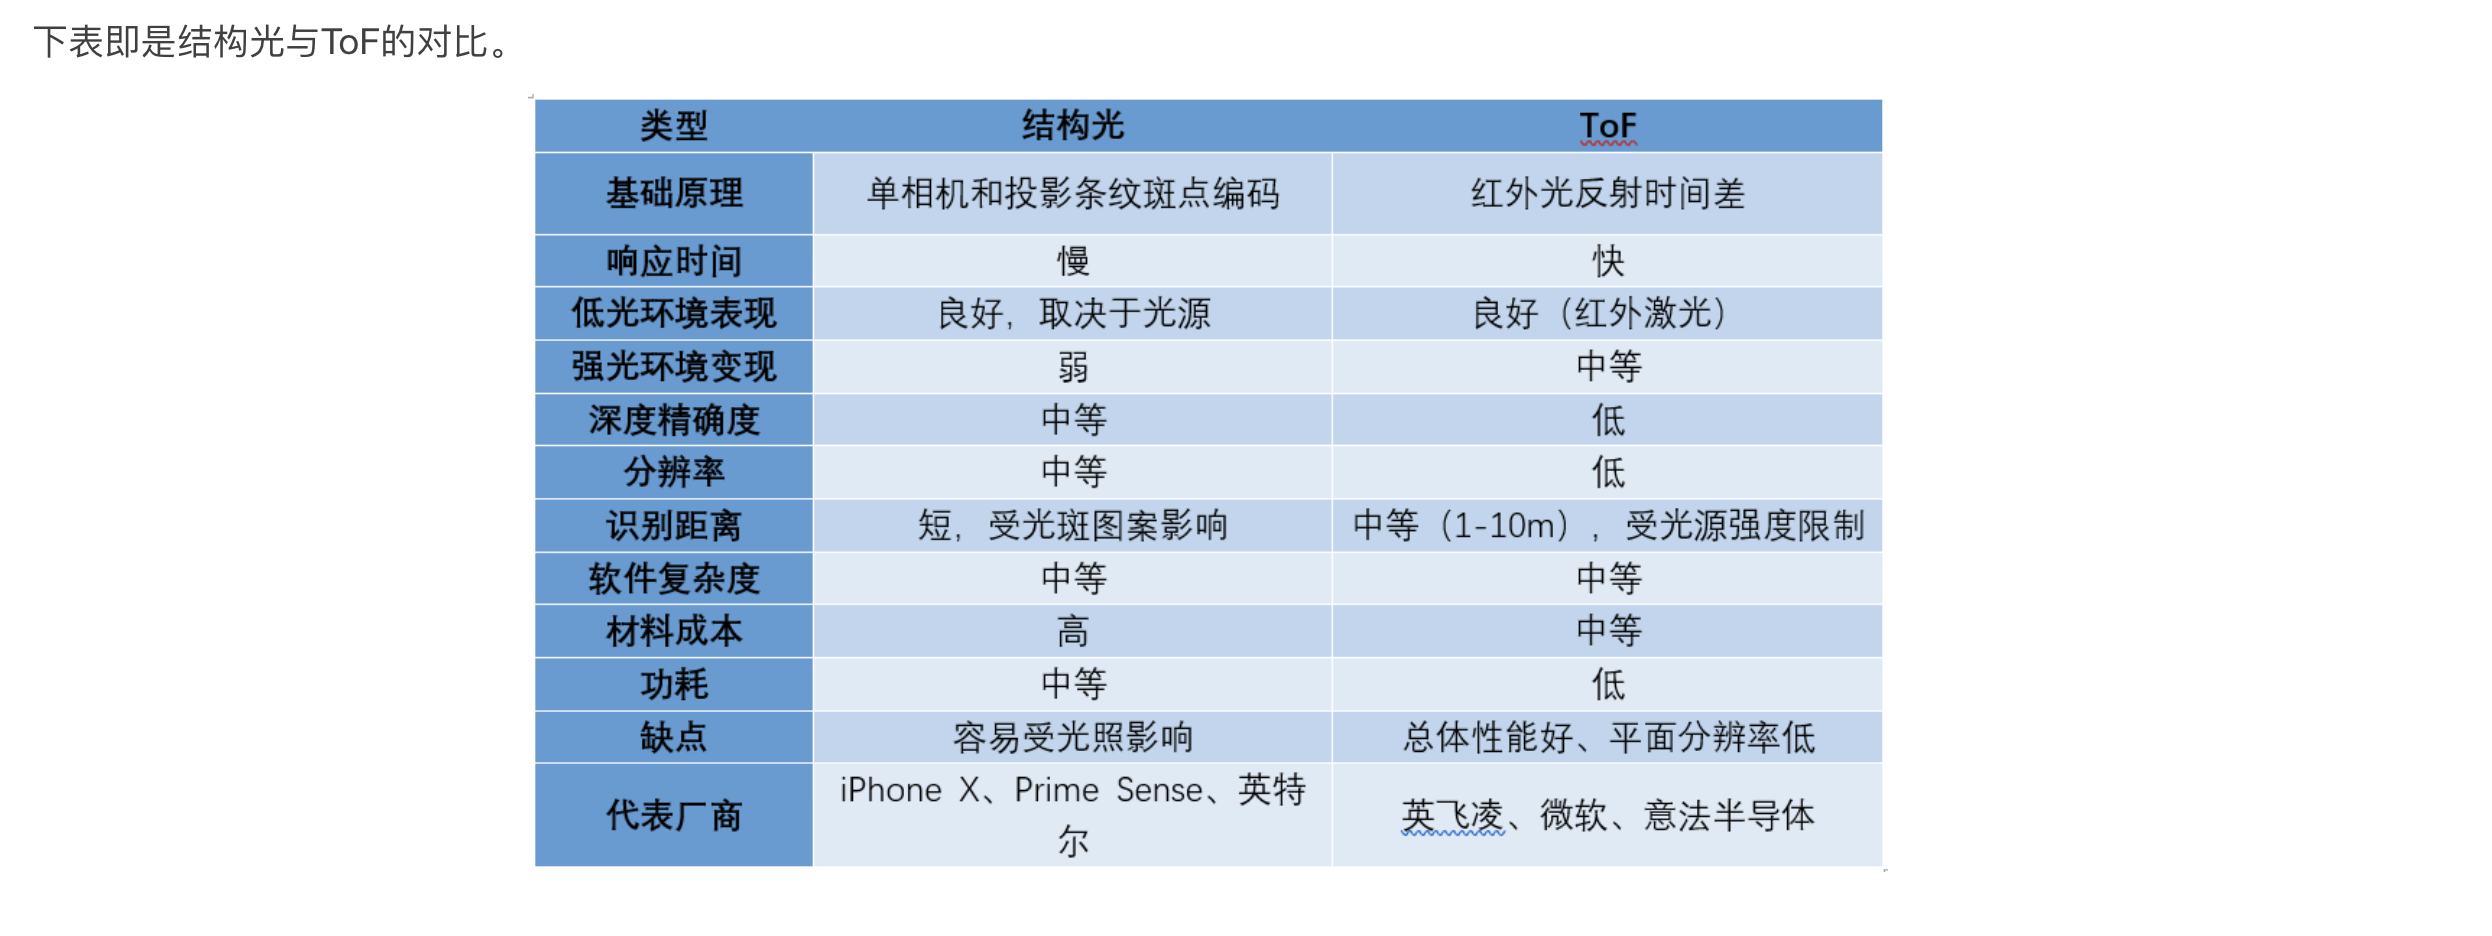 下表即是结构光与ToF的对比。
类型 结构光 ToF
基础原理 单相机和投影条纹斑点编码 红外光反射时间差
响应时间 慢 快
低光环境表现 良好，取决于光源 良好（红外激光）
强光环境变现 弱 中等
深度精确度 中等 低
分辨率 中等 低
识别距离 短，受光斑图案影响 中等（1-10m），受光源强度限制
软件复杂度 中等 中等
材料成本 高 中等
功耗 中等 低
缺点 容易受光照影响 总体性能好、平面分辨率低
代表厂商 iPhone X、Prime Sense、英特
尔 英飞凌、微软、意法半导体